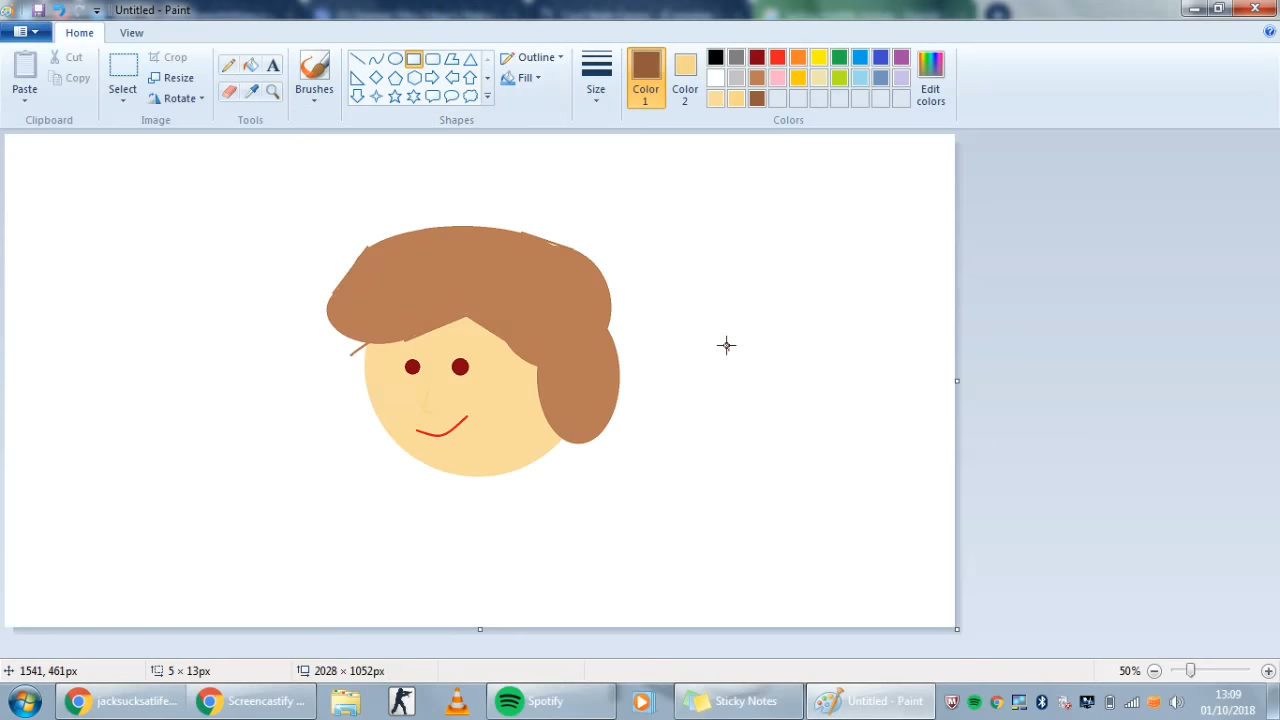 Untitled - Paint
Home View
Paste
Cut
Copy
Clipboard
Select
Crop
Resize
Rotate
Image
Tools
Brushes
Outline
Fill
Shapes
Size
Color 1
Color 2
Edit colors
Colors
1541, 461px
5 × 13px
2028 × 1052px
50%
jacksucksatlife...
Screencastify ...
Spotify
Sticky Notes
Untitled - Paint
13:09
01/10/2018